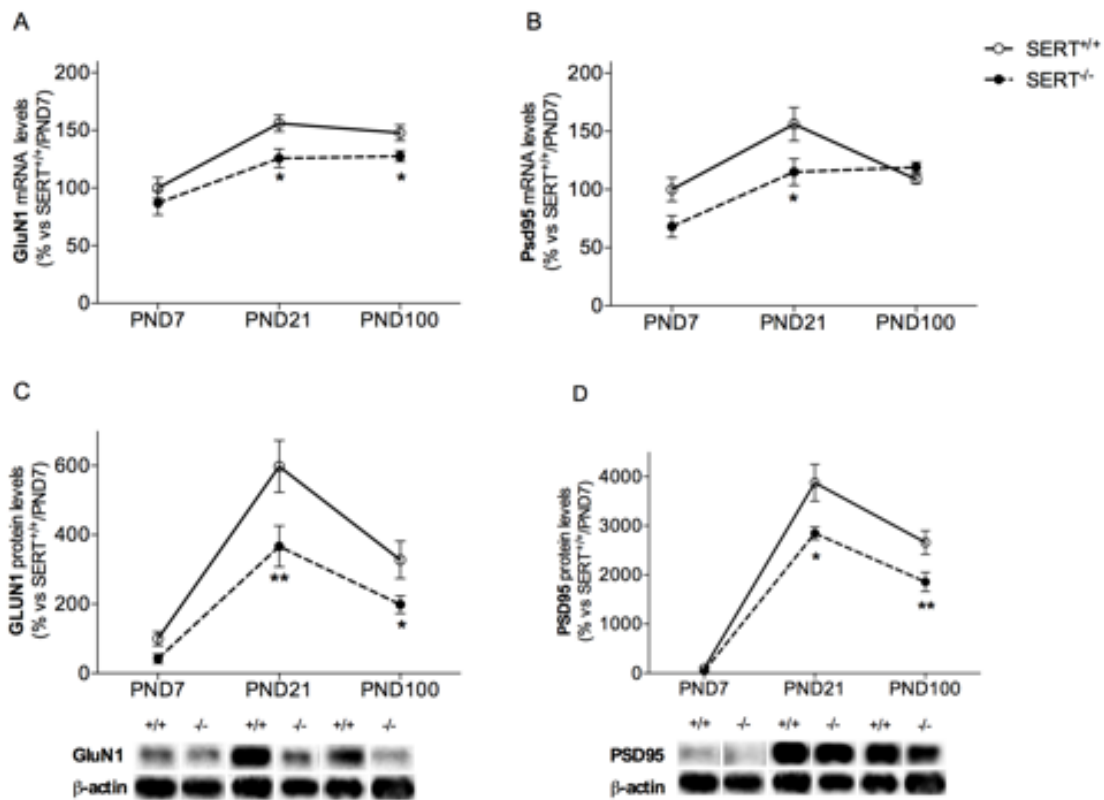 A
B
SERT+/+
SERT-/-
GluN1 mRNA levels
(% vs SERT+/+/PND7)
200
150
100
50
0
*
*
PND7 PND21 PND100
Psd95 mRNA levels
(% vs SERT+/+/PND7)
200
150
100
50
0
*
PND7 PND21 PND100
C
D
GLUN1 protein levels
(% vs SERT+/+/PND7)
600
400
200
0
**
*
PND7 PND21 PND100
+/+ -/- +/+ -/- +/+ -/-
GluN1
β-actin
PSD95 protein levels
(% vs SERT+/+/PND7)
4000
3000
2000
1000
0
*
**
PND7 PND21 PND100
+/+ -/- +/+ -/- +/+ -/-
PSD95
β-actin